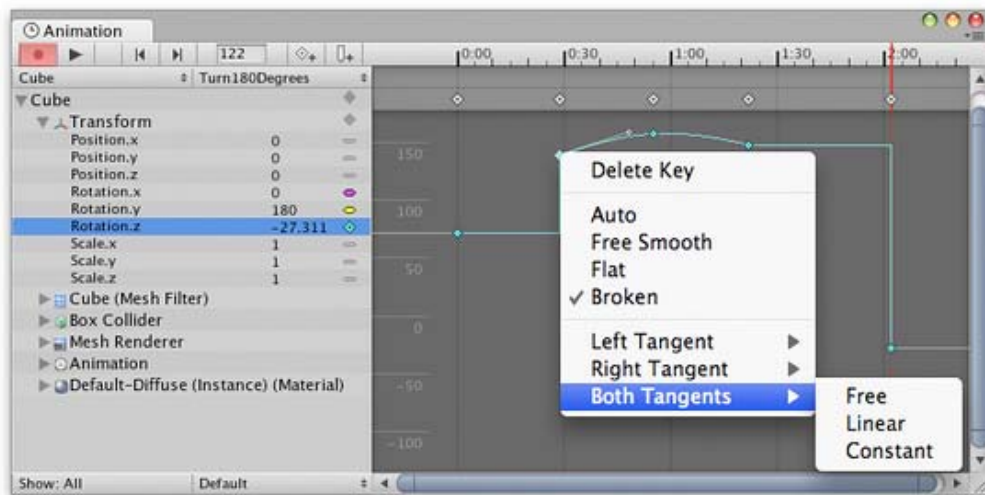 Animation
122
0:00 0:30 1:00 1:30 2:00
Cube Turn180Degrees
Cube
Transform
Position.x 0
Position.y 0
Position.z 0
Rotation.x 0
Rotation.y 180
Rotation.z -27.311
Scale.x 1
Scale.y 1
Scale.z 1
Cube (Mesh Filter)
Box Collider
Mesh Renderer
Animation
Default-Diffuse (Instance) (Material)
Show: All Default
150
100
50
0
-50
-100
Delete Key
Auto
Free Smooth
Flat
✓ Broken
Left Tangent
Right Tangent
Both Tangents
Free
Linear
Constant